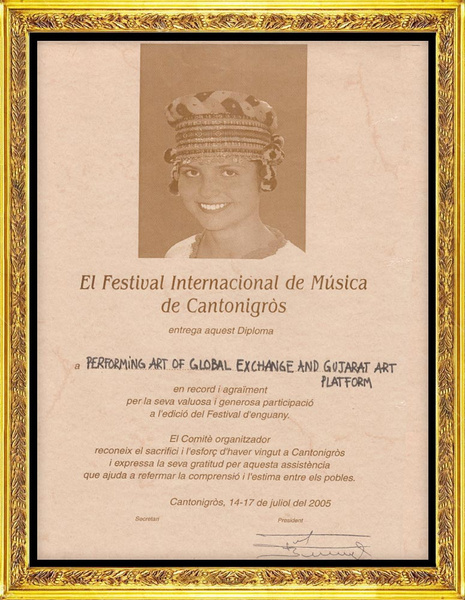 El Festival Internacional de Música
de Cantonigròs
entrega aquest Diploma
a PERFORMING ART OF GLOBAL EXCHANGE AND GUJARAT ART
PLATFORM
en record i agraïment
per la seva valuosa i generosa participació
a l'edició del Festival d'enguany.
El Comitè organitzador
reconeix el sacrifici i l'esforç d'haver vingut a Cantonigròs
i expressa la seva gratitud per aquesta assistència
que ajuda a refermar la comprensió i l'estima entre els pobles.
Cantonigròs, 14-17 de juliol del 2005
Secretari President